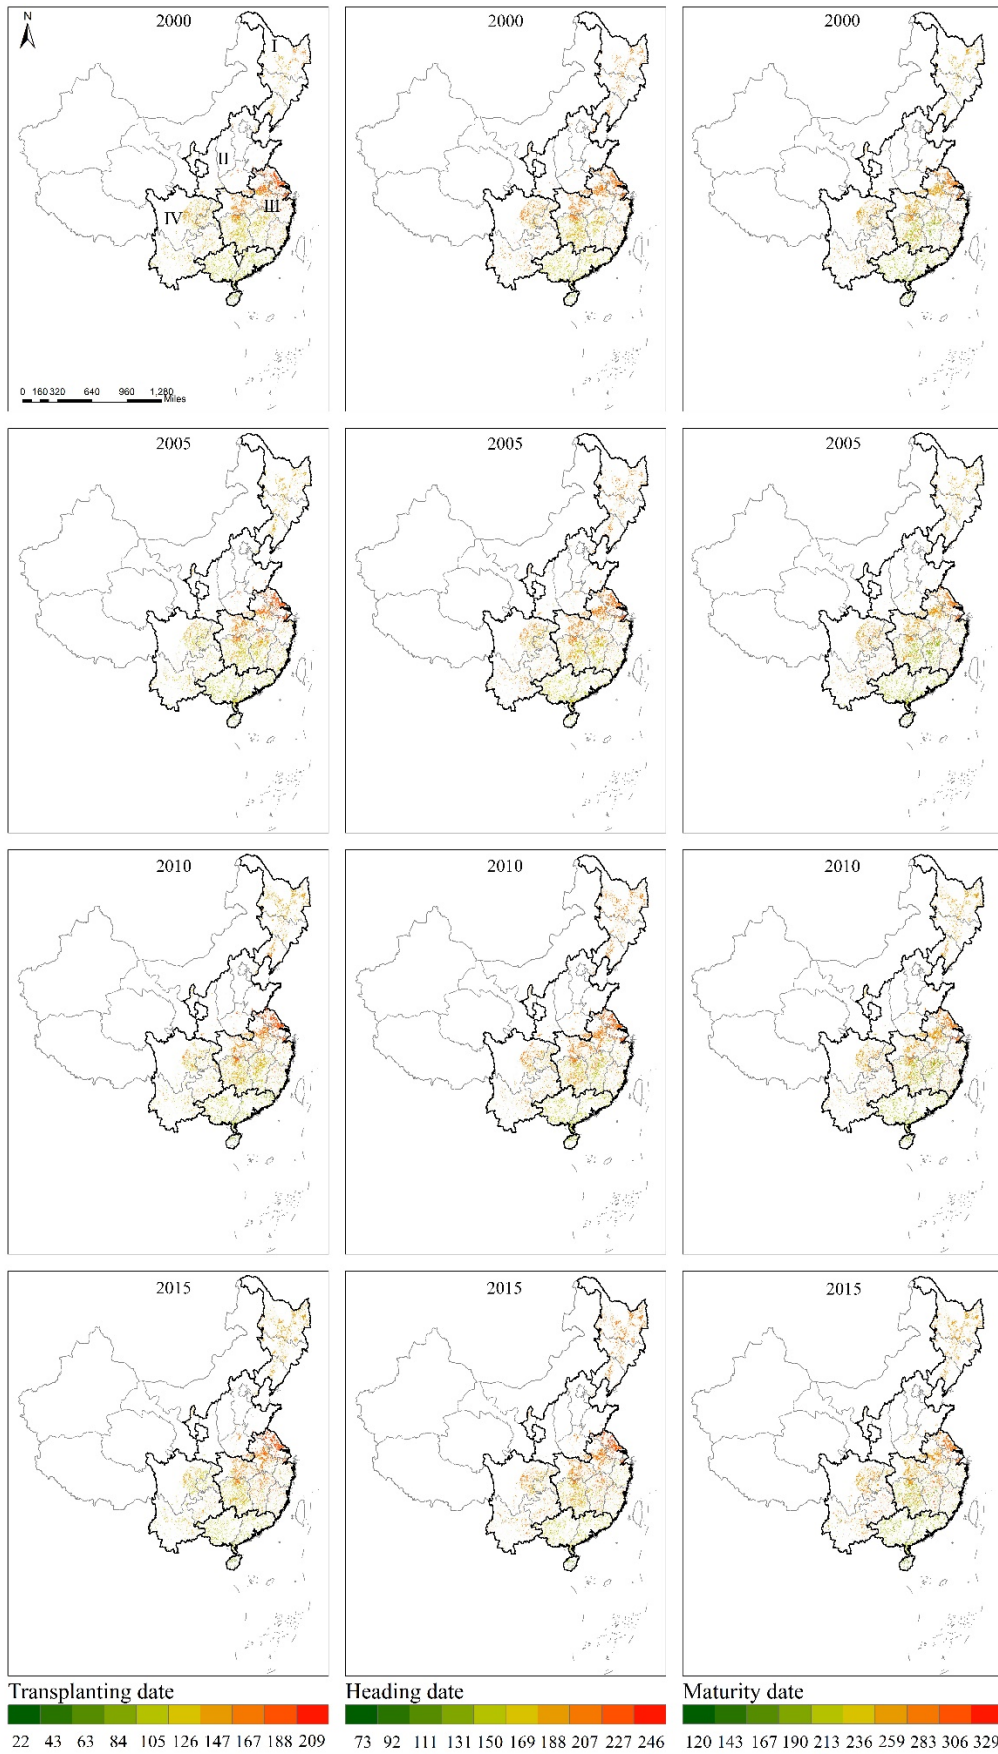 2000
2000
2000
N
I
II
III
IV
V
0 160 320 640 960 1,280
Miles
2005
2005
2005
2010
2010
2010
2015
2015
2015
Transplanting date
22 43 63 84 105 126 147 167 188 209
Heading date
73 92 111 131 150 169 188 207 227 246
Maturity date
120 143 167 190 213 236 259 283 306 329